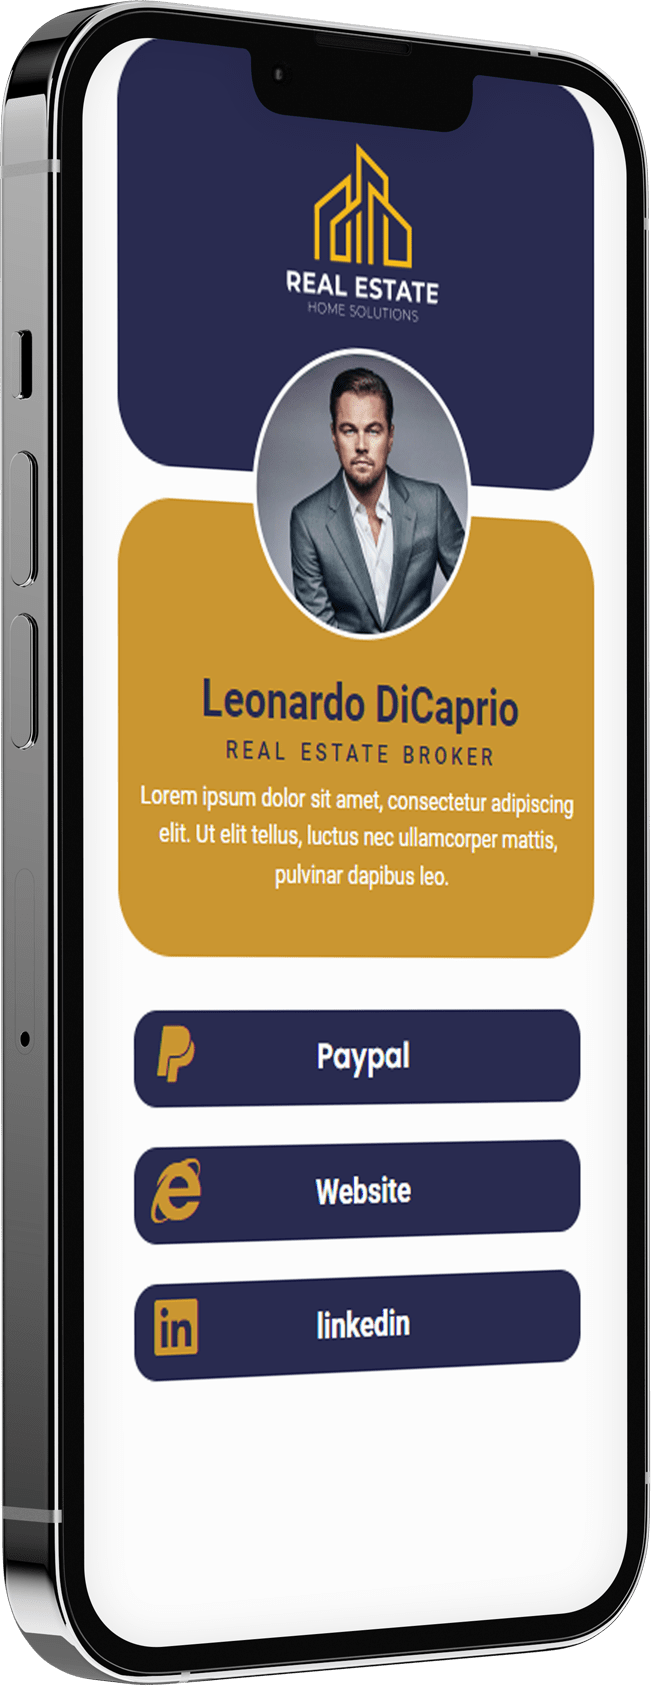 REAL ESTATE
HOME SOLUTIONS
Leonardo DiCaprio
REAL ESTATE BROKER
Lorem ipsum dolor sit amet, consectetur adipiscing
elit. Ut elit tellus, luctus nec ullamcorper mattis,
pulvinar dapibus leo.
Paypal
Website
in linkedin